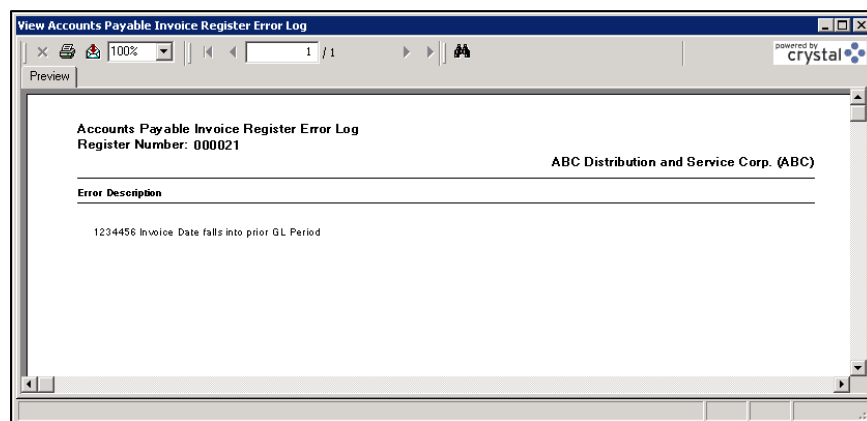 View Accounts Payable Invoice Register Error Log
100%
1 / 1
powered by
crystal
Preview
Accounts Payable Invoice Register Error Log
Register Number: 000021
ABC Distribution and Service Corp. (ABC)
Error Description
1234456 Invoice Date falls into prior GL Period